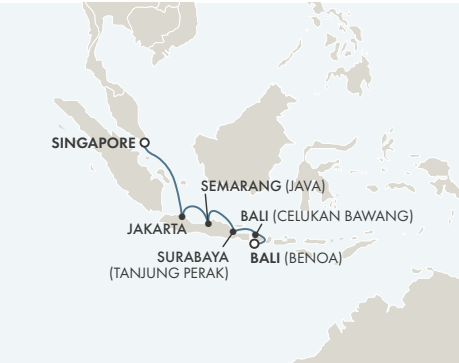 SINGAPORE
SEMARANG (JAVA)
BALI (CELUKAN BAWANG)
JAKARTA
SURABAYA
(TANJUNG PERAK)
BALI (BENOA)